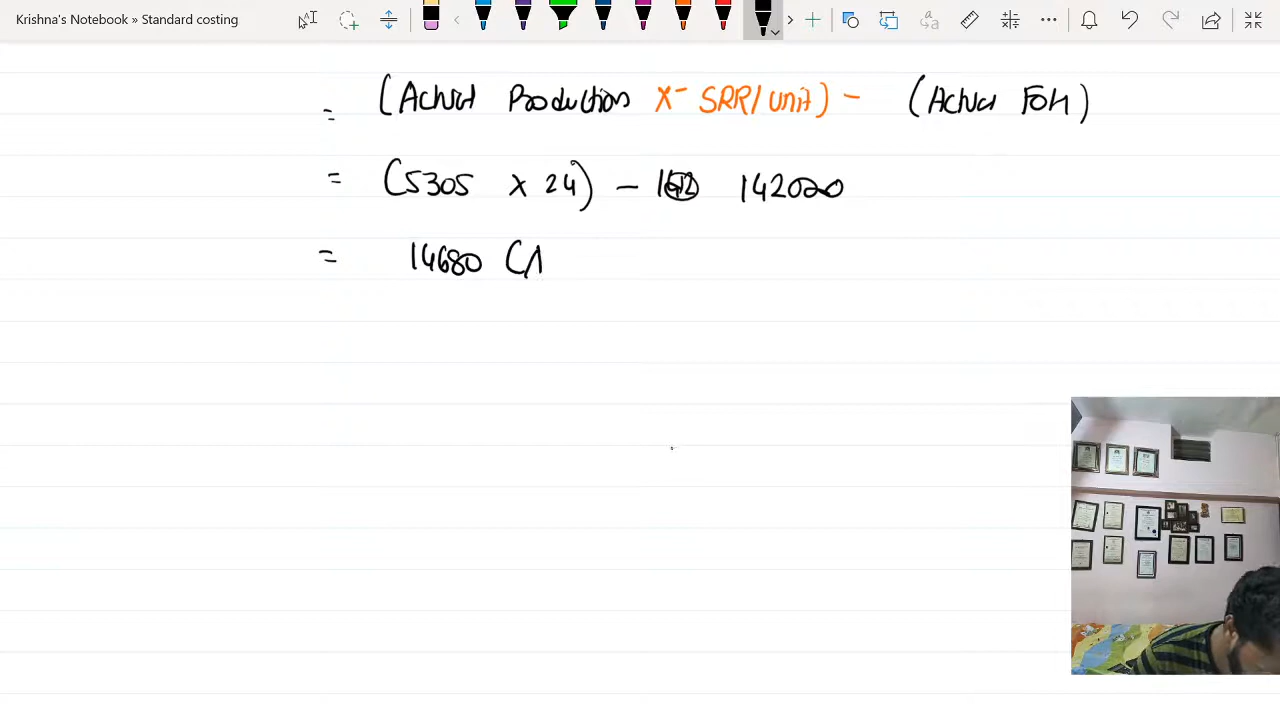 Krishna's Notebook » Standard costing
= (Actual Production x SRR/unit) - (Actual FOH)
= (5305 x 24) - 142020
= 14680 (A